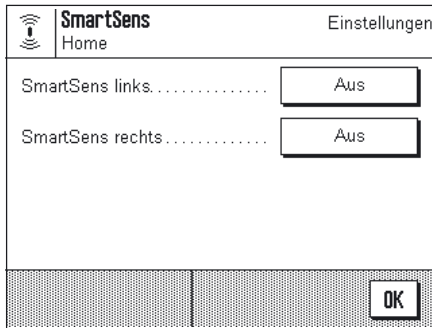 SmartSens Einstellungen
Home
SmartSens links.............. Aus
SmartSens rechts............. Aus
OK